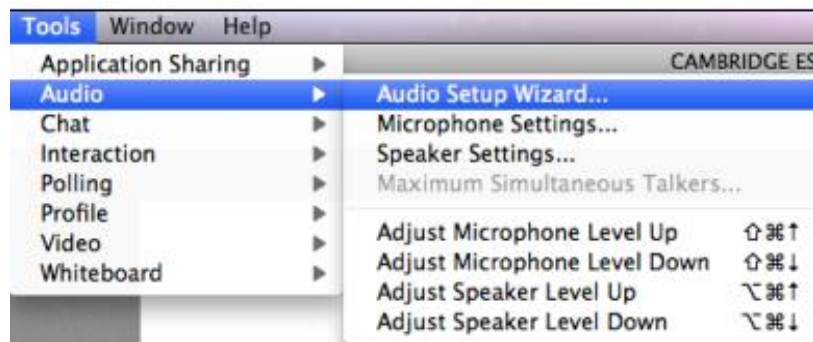 Tools Window Help
CAMBRIDGE ES
Application Sharing ▶
Audio ▶
Chat ▶
Interaction ▶
Polling ▶
Profile ▶
Video ▶
Whiteboard ▶
Audio Setup Wizard...
Microphone Settings...
Speaker Settings...
Maximum Simultaneous Talkers...
Adjust Microphone Level Up ⇧⌘↑
Adjust Microphone Level Down ⇧⌘↓
Adjust Speaker Level Up ⌥⌘↑
Adjust Speaker Level Down ⌥⌘↓